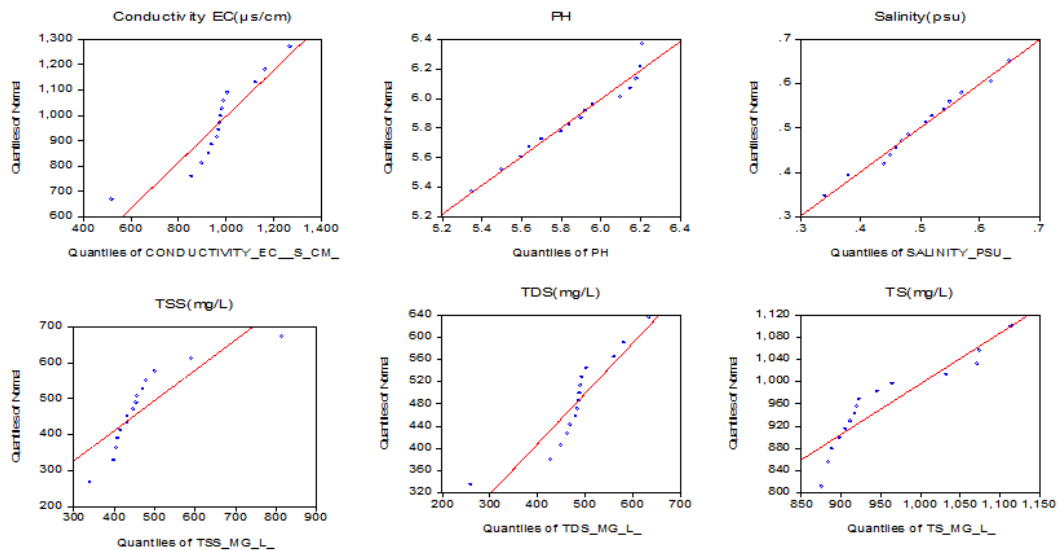 Conductivity EC(µs/cm)
1,300
1,200
1,100
1,000
900
800
700
600
Quantiles of Normal
400 600 800 1,000 1,200 1,400
Quantiles of CONDUCTIVITY_EC__S_CM_
PH
6.4
6.2
6.0
5.8
5.6
5.4
5.2
Quantiles of Normal
5.2 5.4 5.6 5.8 6.0 6.2 6.4
Quantiles of PH
Salinity(psu)
.7
.6
.5
.4
.3
Quantiles of Normal
.3 .4 .5 .6 .7
Quantiles of SALINITY_PSU_
TSS(mg/L)
700
600
500
400
300
200
Quantiles of Normal
300 400 500 600 700 800 900
Quantiles of TSS_MG_L_
TDS(mg/L)
640
600
560
520
480
440
400
360
320
Quantiles of Normal
200 300 400 500 600 700
Quantiles of TDS_MG_L_
TS(mg/L)
1,120
1,080
1,040
1,000
960
920
880
840
800
Quantiles of Normal
850 900 950 1,000 1,050 1,100 1,150
Quantiles of TS_MG_L_